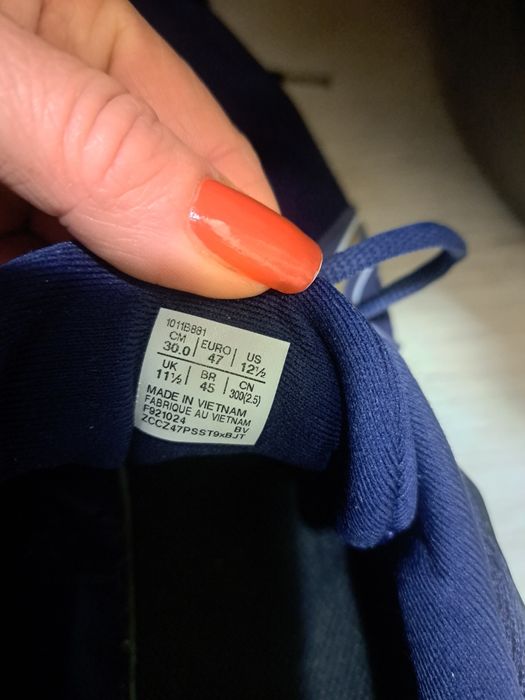 1011B881
CM EURO US
30.0 47 12½
UK BR CN
11½ 45 300(2.5)
MADE IN VIETNAM
FABRIQUE AU VIETNAM
F921024 BV
ZCCZ47PSST9xBJT